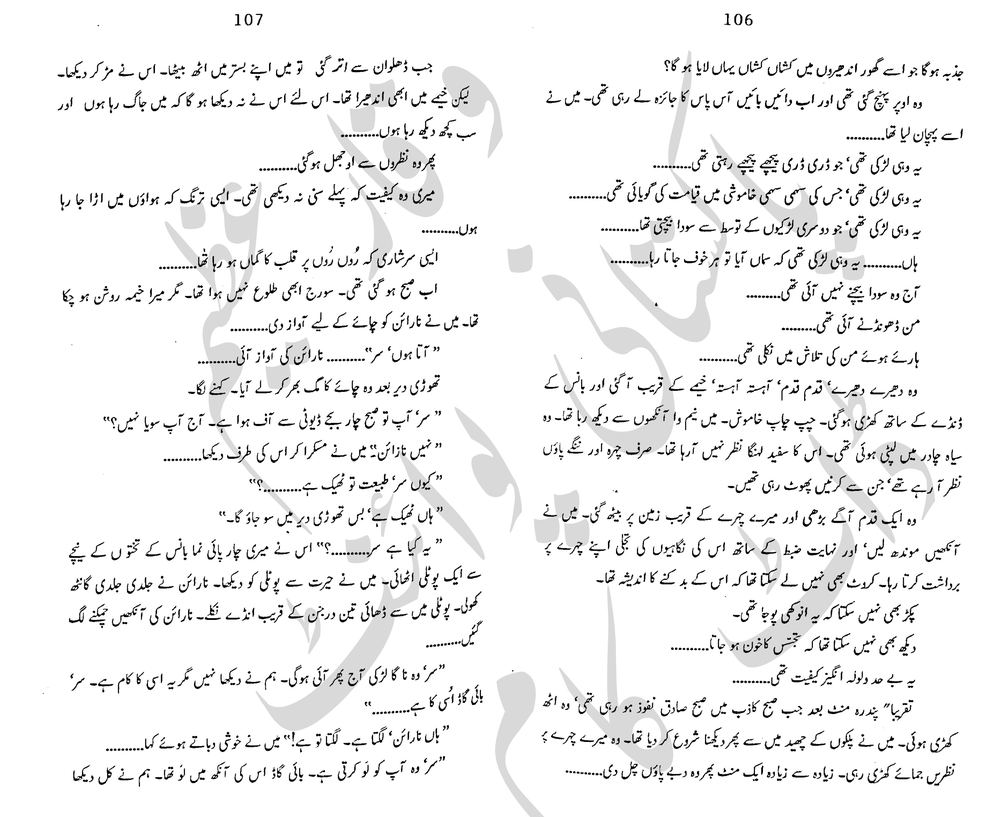 106
جذبہ ہوگا جو اسے گھور اندھیروں میں کشاں کشاں یہاں لایا ہو گا؟
وہ اوپر پہنچ گئی تھی اور اب دائیں بائیں آس پاس کا جائزہ لے رہی تھی۔ میں نے
اسے پہچان لیا تھا..........
یہ وہی لڑکی تھی‘ جو ڈری ڈری پیچھے پیچھے رہتی تھی..........
یہ وہی لڑکی تھی‘ جس کی سہمی سہمی خاموشی میں قیامت کی گویائی تھی..........
یہ وہی لڑکی تھی‘ جو دوسری لڑکیوں کے توسط سے سودا بیچتی تھا..........
ہاں.......... یہ وہی لڑکی تھی کہ سماں آیا تو ہر خوف جاتا رہا..........
آج وہ سودا بیچنے نہیں آئی تھی..........
من ڈھونڈنے آئی تھی..........
ہارے ہوئے من کی تلاش میں نکلی تھی..........
وہ دھیرے دھیرے‘ قدم قدم‘ آہستہ آہستہ‘ خیمے کے قریب آ گئی اور بانس کے
ڈنڈے کے ساتھ کھڑی ہوگئی۔ چپ چاپ خاموش۔ میں نیم وا آنکھوں سے دیکھ رہا تھا۔ وہ
سیاہ چادر میں لپٹی ہوئی تھی۔ اس کا سفید لہنگا نظر نہیں آرہا تھا۔ صرف چہرہ اور ننگے پاؤں
نظر آ رہے تھے‘ جن سے کرنیں پھوٹ رہی تھیں۔
وہ ایک قدم آگے بڑھی اور میرے چہرے کے قریب زمین پر بیٹھ گئی۔ میں نے
آنکھیں موند لیں‘ اور نہایت ضبط کے ساتھ اس کی نگاہیوں کی تجلی اپنے چہرے پر
برداشت کرتا رہا۔ کروٹ بھی نہیں لے سکتا تھا کہ اس کے بدکنے کا اندیشہ تھا۔
پکڑ بھی نہیں سکتا کہ یہ انوکھی پوجا تھی۔
دیکھ بھی نہیں سکتا تھا کہ تجسّس کا خون ہو جاتا..........
یہ بے حد ولولہ انگیز کیفیت تھی..........
تقریبا" پندرہ منٹ بعد جب صبح کاذب میں صبح صادق نفوذ ہو رہی تھی‘ وہ اٹھ
کھڑی ہوئی۔ میں نے پلکوں کے چھید میں سے پھر دیکھنا شروع کر دیا تھا۔ وہ میرے چہرے پر
نظریں جمائے کھڑی رہی۔ زیادہ سے زیادہ ایک منٹ پھر وہ دبے پاؤں چل دی..........
107
جب ڈھلوان سے اتر گئی تو میں اپنے بستر میں اٹھ بیٹھا۔ اس نے مڑ کر دیکھا۔
لیکن خیمے میں ابھی اندھیرا تھا۔ اس لئے اس نے نہ دیکھا ہو گا کہ میں جاگ رہا ہوں اور
سب کچھ دیکھ رہا ہوں..........
پھر وہ نظروں سے اوجھل ہوگئی..........
میری وہ کیفیت کہ پہلے سنی نہ دیکھی تھی۔ ایسی ترنگ کہ ہواؤں میں اڑا جا رہا
ہوں..........
ایسی سرشاری کہ رُوں رُوں پر قلب کا گماں ہو رہا تھا..........
اب صبح ہو گئی تھی۔ سورج ابھی طلوع نہیں ہوا تھا۔ مگر میرا خیمہ روشن ہو چکا
تھا۔ میں نے نارائن کو چائے کے لیے آواز دی..........
”آتا ہوں‘ سر“.......... نارائن کی آواز آئی..........
تھوڑی دیر بعد وہ چائے کا مگ بھر کر لے آیا۔ کہنے لگا۔
”سر‘ آپ تو صبح چار بجے ڈیوٹی سے آف ہوا ہے۔ آج آپ سویا نہیں؟“
”نہیں نازائن“ میں نے مسکرا کر اس کی طرف دیکھا..........
”کیوں سر‘ طبیعت تو ٹھیک ہے..........؟“
”ہاں ٹھیک ہے‘ بس تھوڑی دیر میں سو جاؤ گا۔“
”یہ کیا ہے سر..........؟“ اس نے میری چار پائی نما بانس کے تختوں کے نیچے
سے ایک پوٹلی اٹھائی۔ میں نے حیرت سے پوٹلی کو دیکھا۔ نارائن نے جلدی جلدی گانٹھ
کھولی۔ پوٹلی میں سے ڈھائی تین درجن کے قریب انڈے نکلے۔ نارائن کی آنکھیں چمکنے لگ
گئیں..........
”سر‘ وہ ناگا لڑکی آج پھر آئی ہوگی۔ ہم نے دیکھا نہیں مگر یہ اسی کا کام ہے۔ سر‘
بائی گاڈ اُسی کا ہے..........“
”ہاں نارائن‘ لگتا ہے۔ لگتا تو ہے!“ میں نے خوشی دباتے ہوئے کہا..........
”سر‘ وہ آپ کو لَو کرتی ہے۔ بائی گاڈ اس کی آنکھ میں لَو تھا۔ ہم نے کل دیکھا
وقار عظیم
پاکستانی پوائنٹ
ڈاٹ کام